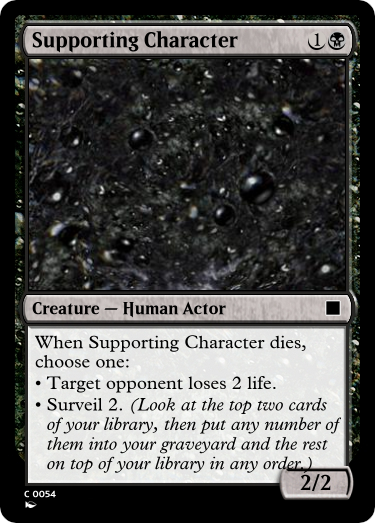 Supporting Character 1
Creature — Human Actor
When Supporting Character dies,
choose one:
• Target opponent loses 2 life.
• Surveil 2. (Look at the top two cards
of your library, then put any number of
them into your graveyard and the rest
on top of your library in any order.)
2/2
C 0054